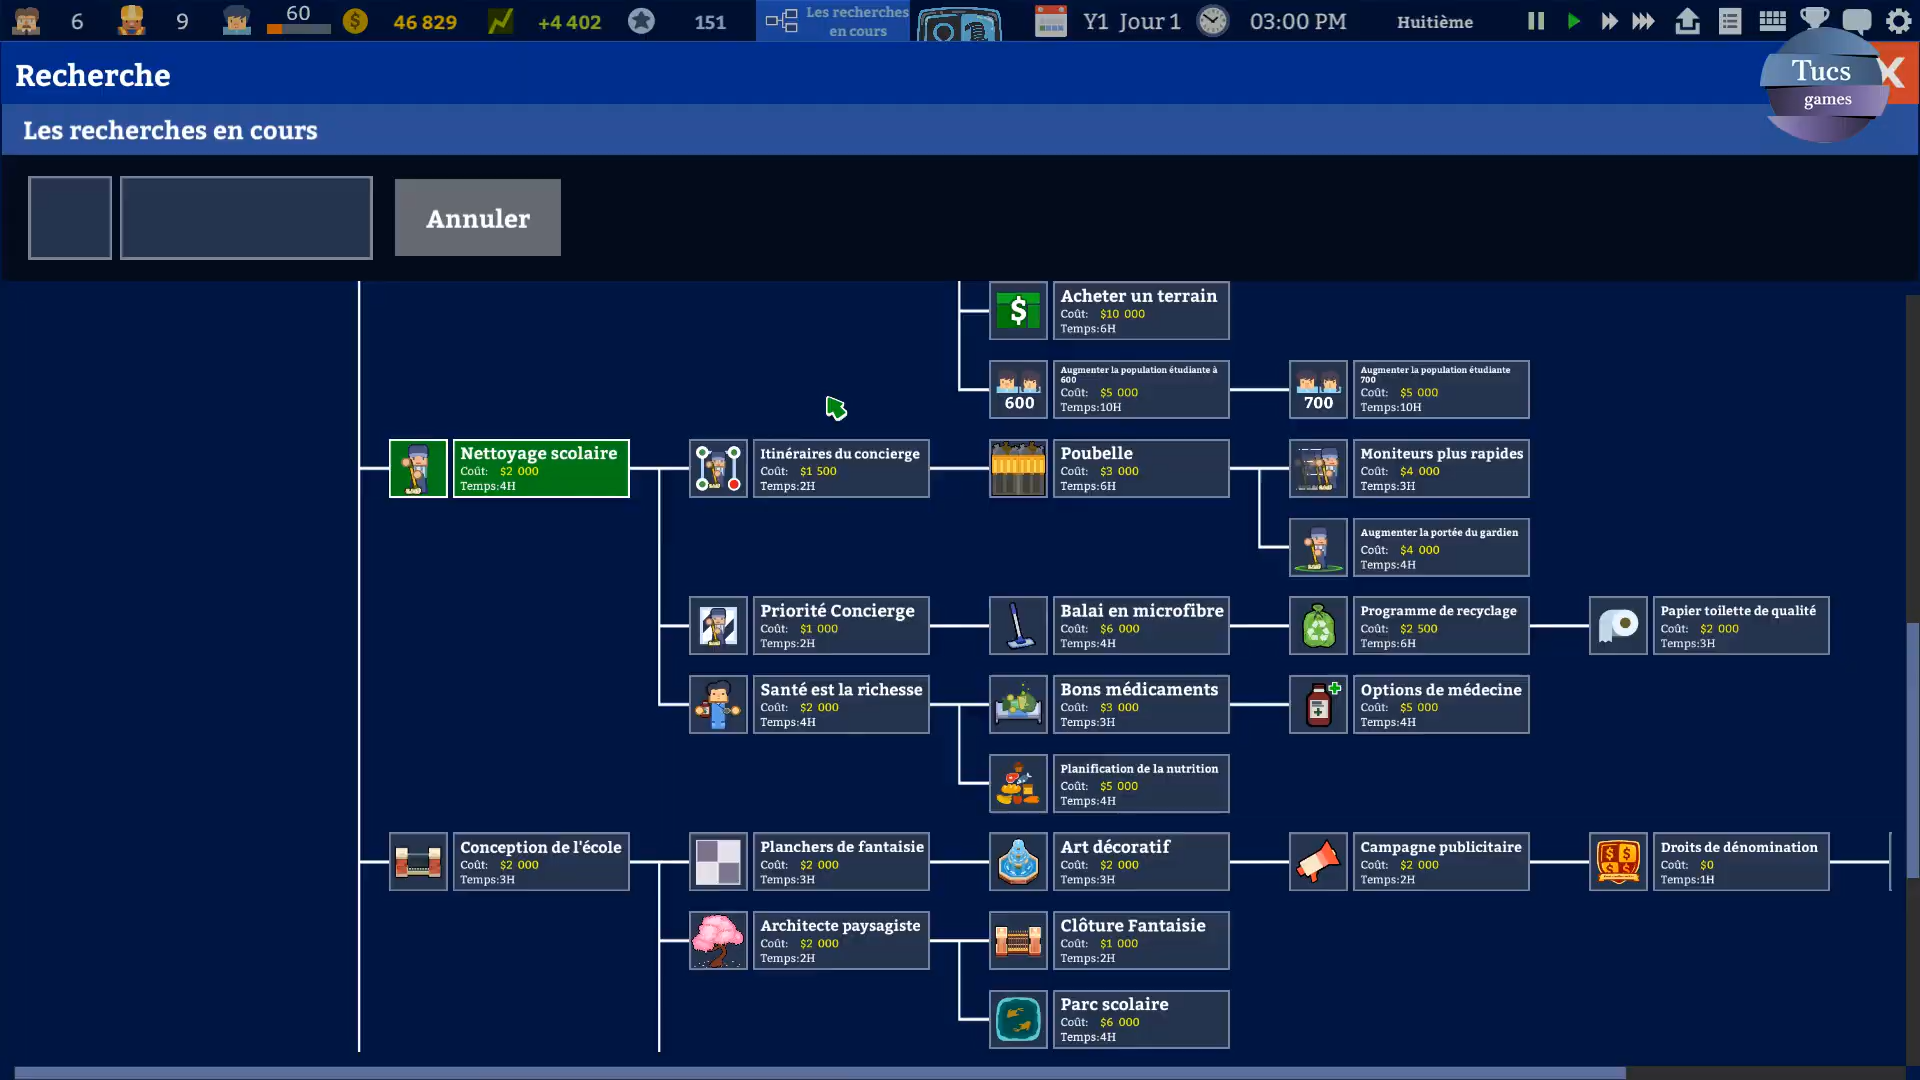 6
9
60
46 829
+4 402
151
Les recherches
en cours
Y1 Jour 1
03:00 PM
Huitième
Recherche
X
Tucs
games
Les recherches en cours
Annuler
Acheter un terrain
Coût: $10 000
Temps:6H
600
Augmenter la population étudiante à
600
Coût: $5 000
Temps:10H
700
Augmenter la population étudiante
700
Coût: $5 000
Temps:10H
Nettoyage scolaire
Coût: $2 000
Temps:4H
Itinéraires du concierge
Coût: $1 500
Temps:2H
Poubelle
Coût: $3 000
Temps:6H
Moniteurs plus rapides
Coût: $4 000
Temps:3H
Augmenter la portée du gardien
Coût: $4 000
Temps:4H
Priorité Concierge
Coût: $1 000
Temps:2H
Balai en microfibre
Coût: $6 000
Temps:4H
Programme de recyclage
Coût: $2 500
Temps:6H
Papier toilette de qualité
Coût: $2 000
Temps:3H
Santé est la richesse
Coût: $2 000
Temps:4H
Bons médicaments
Coût: $3 000
Temps:3H
Options de médecine
Coût: $5 000
Temps:4H
Planification de la nutrition
Coût: $5 000
Temps:4H
Conception de l'école
Coût: $2 000
Temps:3H
Planchers de fantaisie
Coût: $2 000
Temps:3H
Art décoratif
Coût: $2 000
Temps:3H
Campagne publicitaire
Coût: $2 000
Temps:2H
Droits de dénomination
Coût: $0
Temps:1H
Architecte paysagiste
Coût: $2 000
Temps:2H
Clôture Fantaisie
Coût: $1 000
Temps:2H
Parc scolaire
Coût: $6 000
Temps:4H